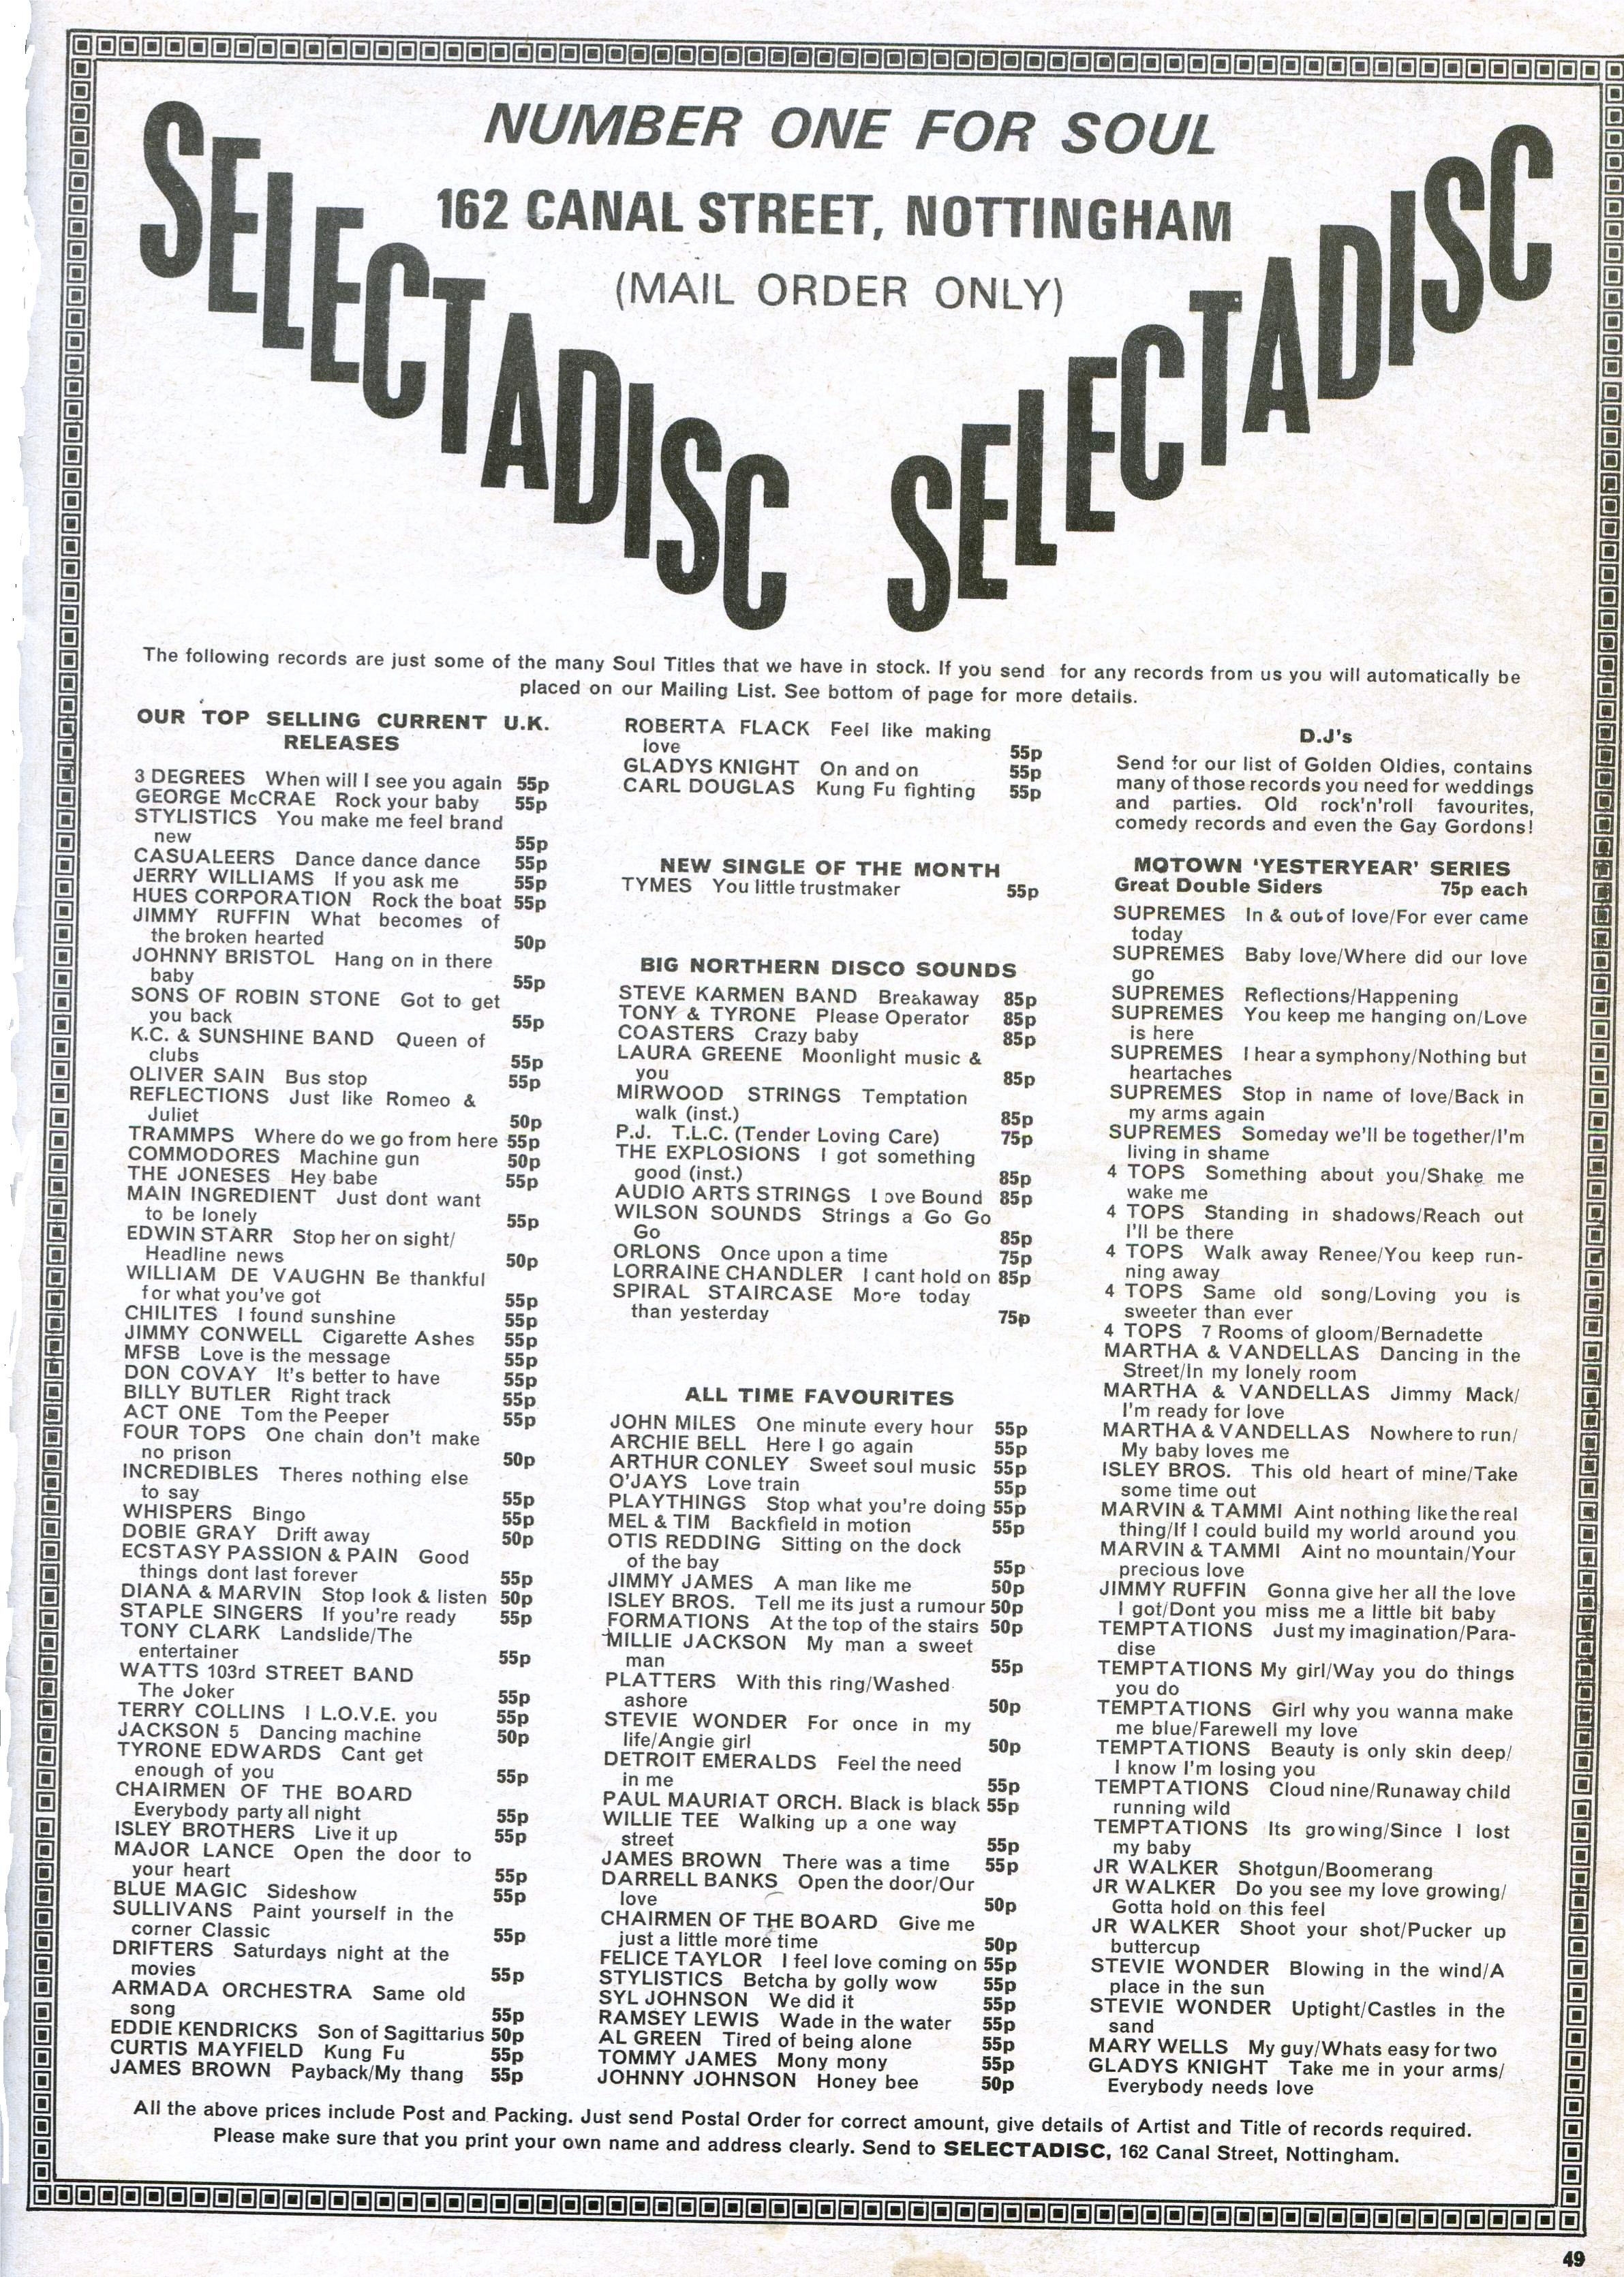 NUMBER ONE FOR SOUL
162 CANAL STREET, NOTTINGHAM
(MAIL ORDER ONLY)
SELECTADISC SELECTADISC
The following records are just some of the many Soul Titles that we have in stock. If you send for any records from us you will automatically be
placed on our Mailing List. See bottom of page for more details.
OUR TOP SELLING CURRENT U.K.
RELEASES
3 DEGREES When will I see you again 55p
GEORGE McCRAE Rock your baby 55p
STYLISTICS You make me feel brand
new 55p
CASUALEERS Dance dance dance 55p
JERRY WILLIAMS If you ask me 55p
HUES CORPORATION Rock the boat 55p
JIMMY RUFFIN What becomes of
the broken hearted 50p
JOHNNY BRISTOL Hang on in there
baby 55p
SONS OF ROBIN STONE Got to get
you back 55p
K.C. & SUNSHINE BAND Queen of
clubs 55p
OLIVER SAIN Bus stop 55p
REFLECTIONS Just like Romeo &
Juliet 50p
TRAMMPS Where do we go from here 55p
COMMODORES Machine gun 50p
THE JONESES Hey babe 55p
MAIN INGREDIENT Just dont want
to be lonely 55p
EDWIN STARR Stop her on sight/
Headline news 50p
WILLIAM DE VAUGHN Be thankful
for what you've got 55p
CHILITES I found sunshine 55p
JIMMY CONWELL Cigarette Ashes 55p
MFSB Love is the message 55p
DON COVAY It's better to have 55p
BILLY BUTLER Right track 55p
ACT ONE Tom the Peeper 55p
FOUR TOPS One chain don't make
no prison 50p
INCREDIBLES Theres nothing else
to say 55p
WHISPERS Bingo 55p
DOBIE GRAY Drift away 50p
ECSTASY PASSION & PAIN Good
things dont last forever 55p
DIANA & MARVIN Stop look & listen 50p
STAPLE SINGERS If you're ready 55p
TONY CLARK Landslide/The
entertainer 55p
WATTS 103rd STREET BAND
The Joker 55p
TERRY COLLINS I L.O.V.E. you 55p
JACKSON 5 Dancing machine 50p
TYRONE EDWARDS Cant get
enough of you 55p
CHAIRMEN OF THE BOARD
Everybody party all night 55p
ISLEY BROTHERS Live it up 55p
MAJOR LANCE Open the door to
your heart 55p
BLUE MAGIC Sideshow 55p
SULLIVANS Paint yourself in the
corner Classic 55p
DRIFTERS Saturdays night at the
movies 55p
ARMADA ORCHESTRA Same old
song 55p
EDDIE KENDRICKS Son of Sagittarius 50p
CURTIS MAYFIELD Kung Fu 55p
JAMES BROWN Payback/My thang 55p
ROBERTA FLACK Feel like making
love 55p
GLADYS KNIGHT On and on 55p
CARL DOUGLAS Kung Fu fighting 55p
NEW SINGLE OF THE MONTH
TYMES You little trustmaker 55p
BIG NORTHERN DISCO SOUNDS
STEVE KARMEN BAND Breakaway 85p
TONY & TYRONE Please Operator 85p
COASTERS Crazy baby 85p
LAURA GREENE Moonlight music &
you 85p
MIRWOOD STRINGS Temptation
walk (inst.) 85p
P.J. T.L.C. (Tender Loving Care) 75p
THE EXPLOSIONS I got something
good (inst.) 85p
AUDIO ARTS STRINGS Love Bound 85p
WILSON SOUNDS Strings a Go Go
Go 85p
ORLONS Once upon a time 75p
LORRAINE CHANDLER I cant hold on 85p
SPIRAL STAIRCASE More today
than yesterday 75p
ALL TIME FAVOURITES
JOHN MILES One minute every hour 55p
ARCHIE BELL Here I go again 55p
ARTHUR CONLEY Sweet soul music 55p
O'JAYS Love train 55p
PLAYTHINGS Stop what you're doing 55p
MEL & TIM Backfield in motion 55p
OTIS REDDING Sitting on the dock
of the bay 55p
JIMMY JAMES A man like me 50p
ISLEY BROS. Tell me its just a rumour 50p
FORMATIONS At the top of the stairs 50p
MILLIE JACKSON My man a sweet
man 55p
PLATTERS With this ring/Washed
ashore 50p
STEVIE WONDER For once in my
life/Angie girl 50p
DETROIT EMERALDS Feel the need
in me 55p
PAUL MAURIAT ORCH. Black is black 55p
WILLIE TEE Walking up a one way
street 55p
JAMES BROWN There was a time 55p
DARRELL BANKS Open the door/Our
love 50p
CHAIRMEN OF THE BOARD Give me
just a little more time 50p
FELICE TAYLOR I feel love coming on 55p
STYLISTICS Betcha by golly wow 55p
SYL JOHNSON We did it 55p
RAMSEY LEWIS Wade in the water 55p
AL GREEN Tired of being alone 55p
TOMMY JAMES Mony mony 55p
JOHNNY JOHNSON Honey bee 50p
D.J's
Send for our list of Golden Oldies, contains
many of those records you need for weddings
and parties. Old rock'n'roll favourites,
comedy records and even the Gay Gordons!
MOTOWN 'YESTERYEAR' SERIES
Great Double Siders 75p each
SUPREMES In & out of love/For ever came
today
SUPREMES Baby love/Where did our love
go
SUPREMES Reflections/Happening
SUPREMES You keep me hanging on/Love
is here
SUPREMES I hear a symphony/Nothing but
heartaches
SUPREMES Stop in name of love/Back in
my arms again
SUPREMES Someday we'll be together/I'm
living in shame
4 TOPS Something about you/Shake me
wake me
4 TOPS Standing in shadows/Reach out
I'll be there
4 TOPS Walk away Renee/You keep run-
ning away
4 TOPS Same old song/Loving you is
sweeter than ever
4 TOPS 7 Rooms of gloom/Bernadette
MARTHA & VANDELLAS Dancing in the
Street/In my lonely room
MARTHA & VANDELLAS Jimmy Mack/
I'm ready for love
MARTHA & VANDELLAS Nowhere to run/
My baby loves me
ISLEY BROS. This old heart of mine/Take
some time out
MARVIN & TAMMI Aint nothing like the real
thing/If I could build my world around you
MARVIN & TAMMI Aint no mountain/Your
precious love
JIMMY RUFFIN Gonna give her all the love
I got/Dont you miss me a little bit baby
TEMPTATIONS Just my imagination/Para-
dise
TEMPTATIONS My girl/Way you do things
you do
TEMPTATIONS Girl why you wanna make
me blue/Farewell my love
TEMPTATIONS Beauty is only skin deep/
I know I'm losing you
TEMPTATIONS Cloud nine/Runaway child
running wild
TEMPTATIONS Its growing/Since I lost
my baby
JR WALKER Shotgun/Boomerang
JR WALKER Do you see my love growing/
Gotta hold on this feel
JR WALKER Shoot your shot/Pucker up
buttercup
STEVIE WONDER Blowing in the wind/A
place in the sun
STEVIE WONDER Uptight/Castles in the
sand
MARY WELLS My guy/Whats easy for two
GLADYS KNIGHT Take me in your arms/
Everybody needs love
All the above prices include Post and Packing. Just send Postal Order for correct amount, give details of Artist and Title of records required.
Please make sure that you print your own name and address clearly. Send to SELECTADISC, 162 Canal Street, Nottingham.
49